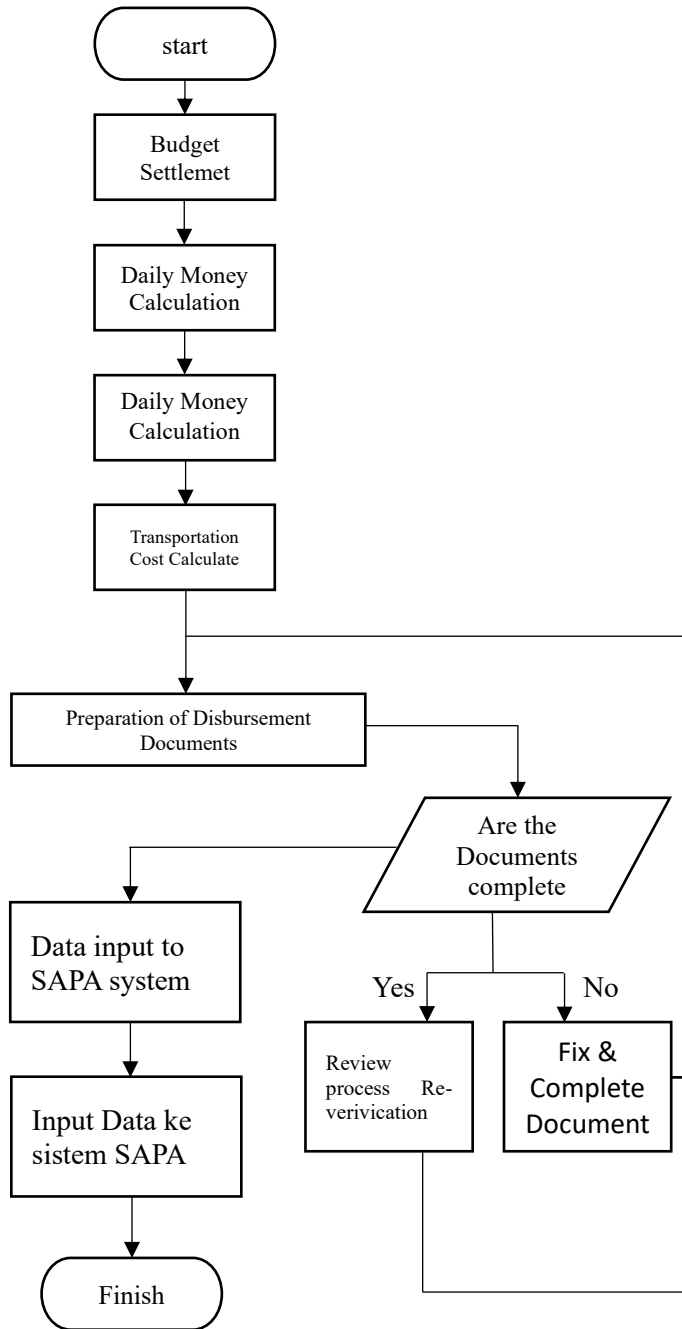 start
Budget
Settlemet
Daily Money
Calculation
Daily Money
Calculation
Transportation
Cost Calculate
Preparation of Disbursement
Documents
Are the
Documents
complete
Data input to
SAPA system
Yes
No
Review
process Re-
verivication
Fix &
Complete
Document
Input Data ke
sistem SAPA
Finish